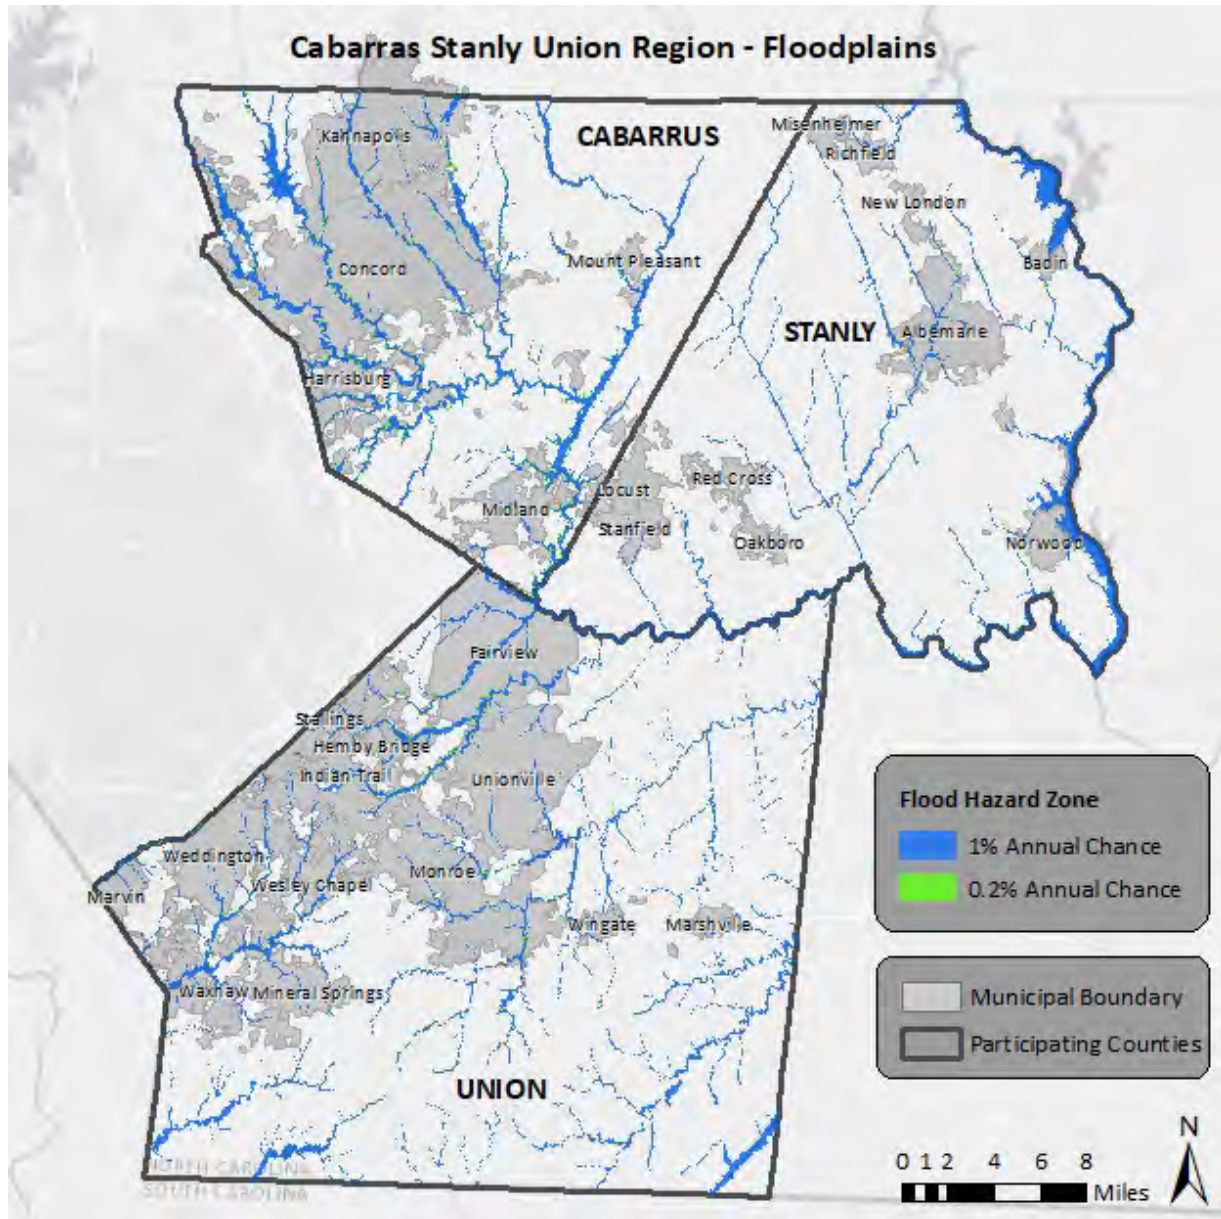 Cabarras Stanly Union Region - Floodplains
Kannapolis
CABARRUS
Misenheimer
Richfield
New London
Concord
Mount Pleasant
Badin
STANLY
Albemarle
Harrisburg
Midland
Locust
Red Cross
Stanfield
Oakboro
Norwood
Fairview
Stallings
Hemby Bridge
Indian Trail
Unionville
Weddington
Wesley Chapel
Monroe
Marvin
Wingate
Marshville
Waxhaw
Mineral Springs
UNION
NORTH CAROLINA
SOUTH CAROLINA
Flood Hazard Zone
1% Annual Chance
0.2% Annual Chance
Municipal Boundary
Participating Counties
N
0 1 2 4 6 8
Miles